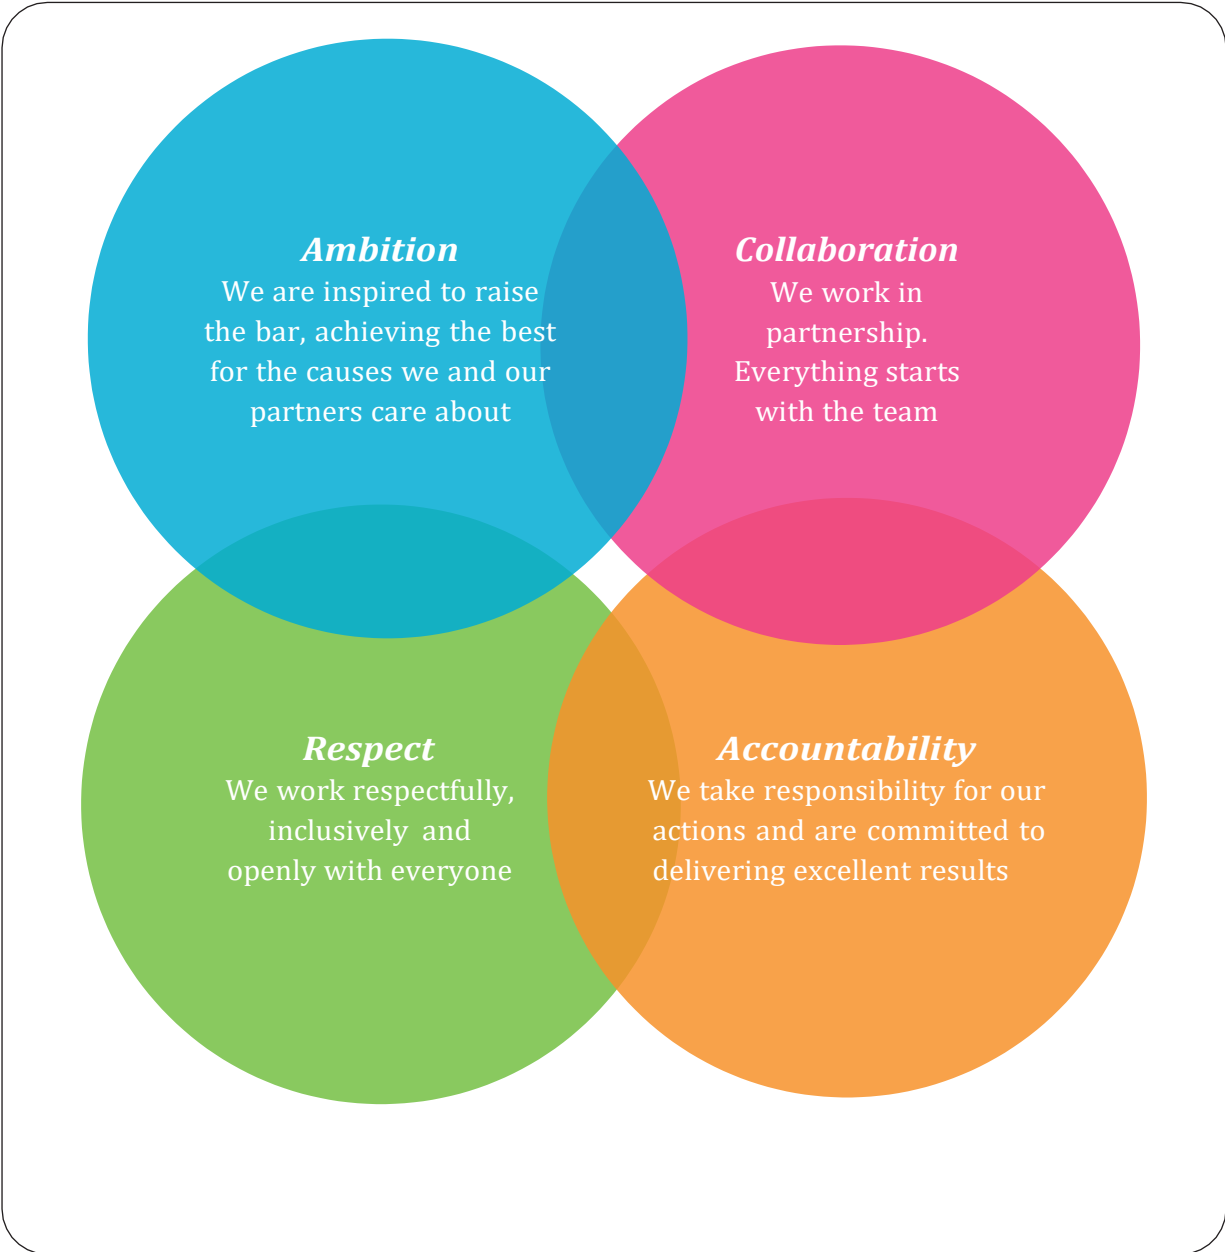 Ambition
We are inspired to raise
the bar, achieving the best
for the causes we and our
partners care about
Collaboration
We work in
partnership.
Everything starts
with the team
Respect
We work respectfully,
inclusively and
openly with everyone
Accountability
We take responsibility for our
actions and are committed to
delivering excellent results